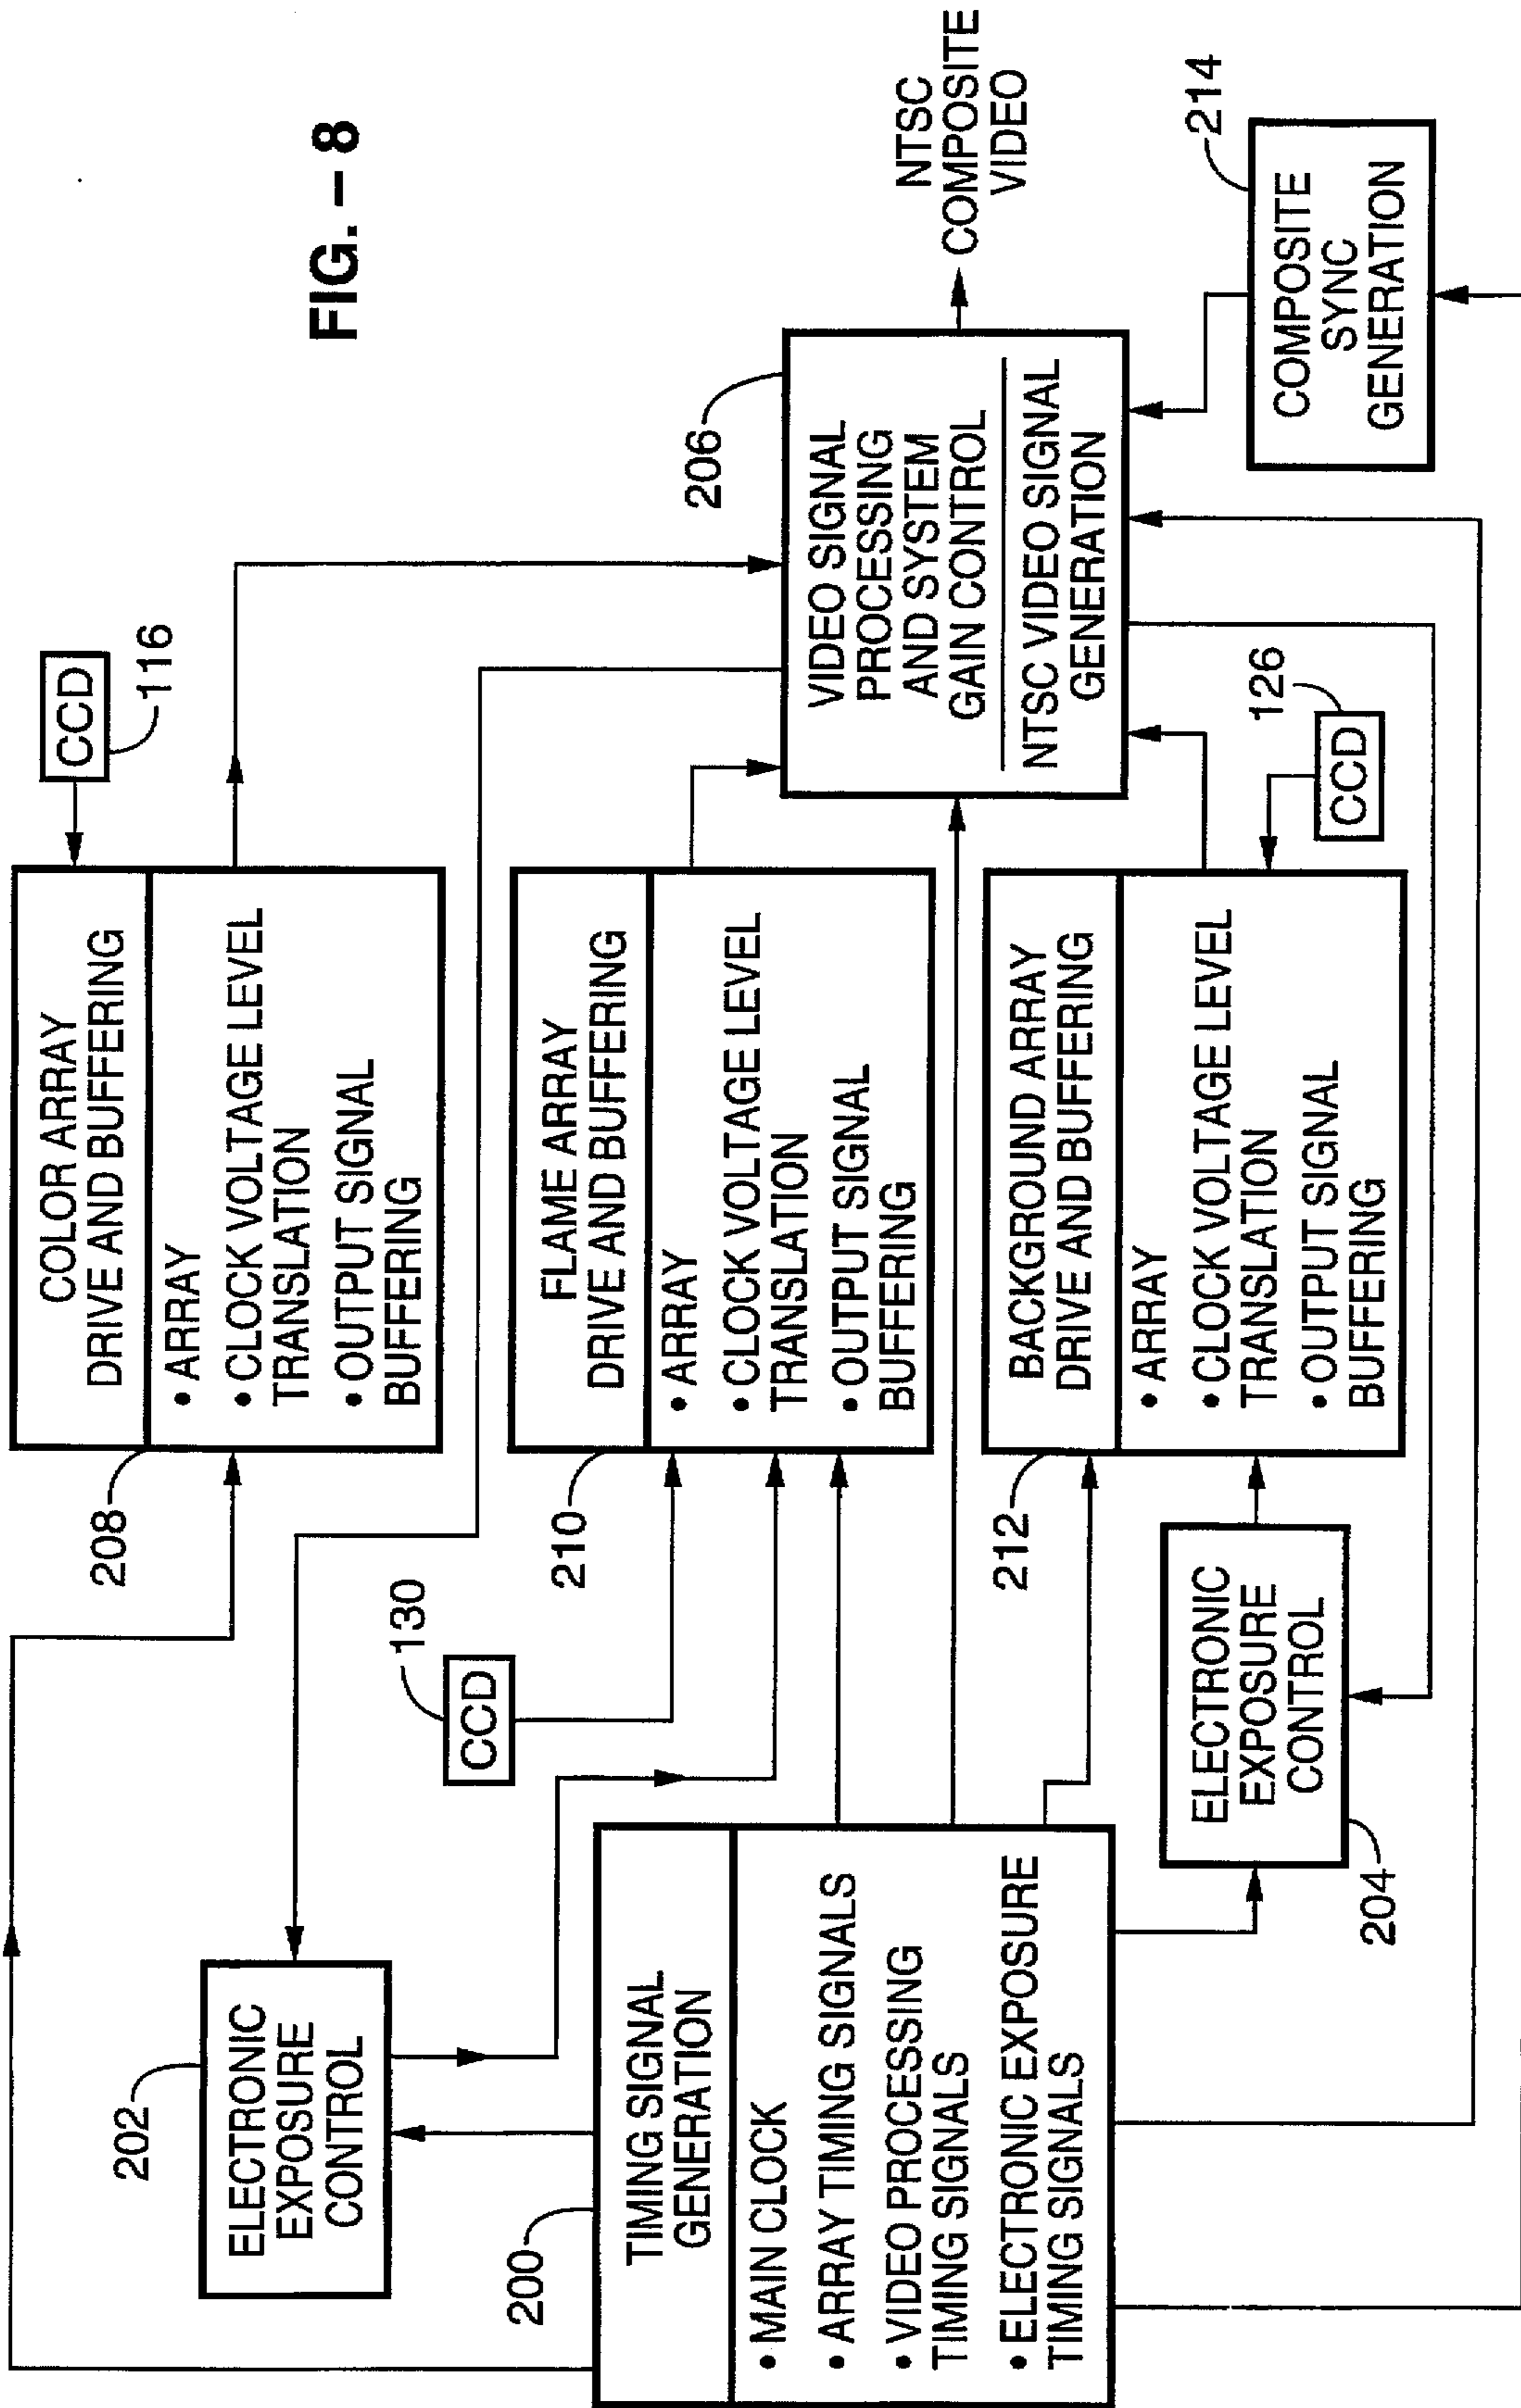 FIG. – 8
COLOR ARRAY
DRIVE AND BUFFERING
• ARRAY
• CLOCK VOLTAGE LEVEL
TRANSLATION
• OUTPUT SIGNAL
BUFFERING
208
CCD
116
202
ELECTRONIC
EXPOSURE
CONTROL
130
CCD
FLAME ARRAY
DRIVE AND BUFFERING
• ARRAY
• CLOCK VOLTAGE LEVEL
TRANSLATION
• OUTPUT SIGNAL
BUFFERING
210
200
TIMING SIGNAL
GENERATION
• MAIN CLOCK
• ARRAY TIMING SIGNALS
• VIDEO PROCESSING
TIMING SIGNALS
• ELECTRONIC EXPOSURE
TIMING SIGNALS
206
VIDEO SIGNAL
PROCESSING
AND SYSTEM
GAIN CONTROL
NTSC VIDEO SIGNAL
GENERATION
NTSC
COMPOSITE
VIDEO
212
BACKGROUND ARRAY
DRIVE AND BUFFERING
• ARRAY
• CLOCK VOLTAGE LEVEL
TRANSLATION
• OUTPUT SIGNAL
BUFFERING
126
CCD
ELECTRONIC
EXPOSURE
CONTROL
204
214
COMPOSITE
SYNC
GENERATION